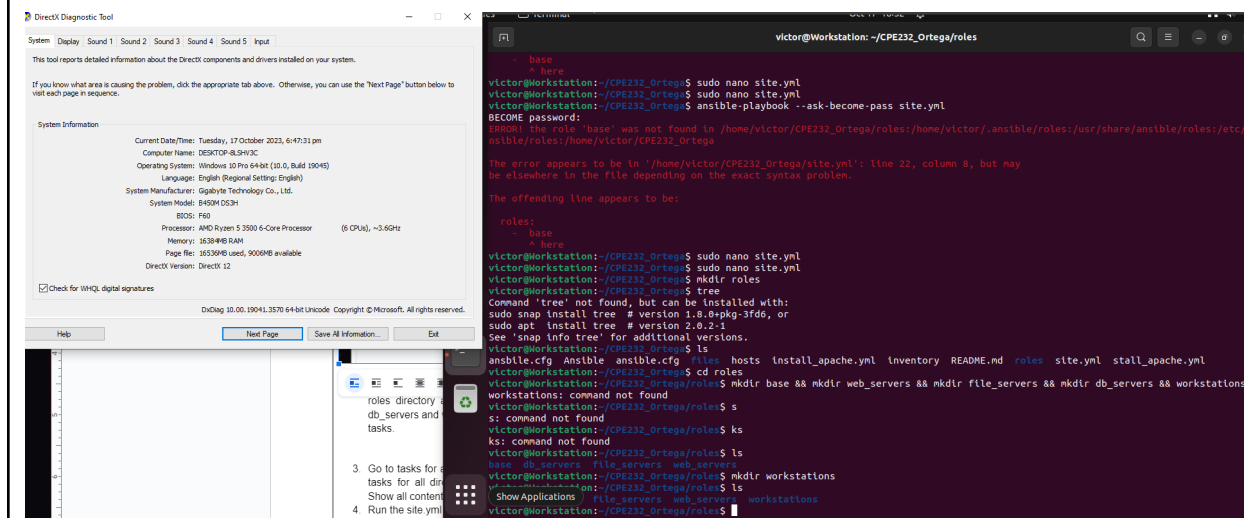 DirectX Diagnostic Tool
System Display Sound 1 Sound 2 Sound 3 Sound 4 Sound 5 Input
This tool reports detailed information about the DirectX components and drivers installed on your system.
If you know what area is causing the problem, click the appropriate tab above. Otherwise, you can use the "Next Page" button below to
visit each page in sequence.
System Information
Current Date/Time: Tuesday, 17 October 2023, 6:47:31 pm
Computer Name: DESKTOP-8LSHV3C
Operating System: Windows 10 Pro 64-bit (10.0, Build 19045)
Language: English (Regional Setting: English)
System Manufacturer: Gigabyte Technology Co., Ltd.
System Model: B450M DS3H
BIOS: F60
Processor: AMD Ryzen 5 3500 6-Core Processor (6 CPUs), ~3.6GHz
Memory: 16384MB RAM
Page file: 16536MB used, 9006MB available
DirectX Version: DirectX 12
Check for WHQL digital signatures
DxDiag 10.00.19041.3570 64-bit Unicode Copyright © Microsoft. All rights reserved.
Help Next Page Save All Information... Exit
roles directory
db_servers and
tasks.
3. Go to tasks for
tasks for all
Show all content
4. Run the site.yml
victor@Workstation: ~/CPE232_Ortega/roles
- base
^ here
victor@Workstation:~/CPE232_Ortega$ sudo nano site.yml
victor@Workstation:~/CPE232_Ortega$ sudo nano site.yml
victor@Workstation:~/CPE232_Ortega$ ansible-playbook --ask-become-pass site.yml
BECOME password:
ERROR! the role 'base' was not found in /home/victor/CPE232_Ortega/roles:/home/victor/.ansible/roles:/usr/share/ansible/roles:/etc/
nsible/roles:/home/victor/CPE232_Ortega
The error appears to be in '/home/victor/CPE232_Ortega/site.yml': line 22, column 8, but may
be elsewhere in the file depending on the exact syntax problem.
The offending line appears to be:
roles:
- base
^ here
victor@Workstation:~/CPE232_Ortega$ sudo nano site.yml
victor@Workstation:~/CPE232_Ortega$ sudo nano site.yml
victor@Workstation:~/CPE232_Ortega$ mkdir roles
victor@Workstation:~/CPE232_Ortega$ tree
Command 'tree' not found, but can be installed with:
sudo snap install tree # version 1.8.0+pkg-3fd6, or
sudo apt install tree # version 2.0.2-1
See 'snap info tree' for additional versions.
victor@Workstation:~/CPE232_Ortega$ ls
ansbile.cfg Ansible ansible.cfg files hosts install_apache.yml inventory README.md roles site.yml stall_apache.yml
victor@Workstation:~/CPE232_Ortega$ cd roles
victor@Workstation:~/CPE232_Ortega/roles$ mkdir base && mkdir web_servers && mkdir file_servers && mkdir db_servers && workstations
workstations: command not found
victor@Workstation:~/CPE232_Ortega/roles$ s
s: command not found
victor@Workstation:~/CPE232_Ortega/roles$ ks
ks: command not found
victor@Workstation:~/CPE232_Ortega/roles$ ls
base db_servers file_servers web_servers
victor@Workstation:~/CPE232_Ortega/roles$ mkdir workstations
on:~/CPE232_Ortega/roles$ ls
Show Applications file_servers web_servers workstations
victor@Workstation:~/CPE232_Ortega/roles$